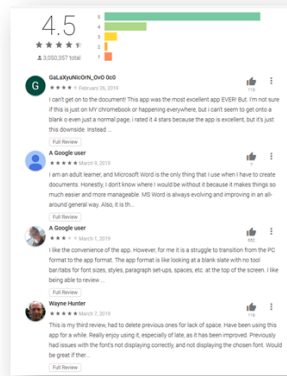 4.5
3,050,557 total
5
4
3
2
1
GaLaXyuNIcOrN_OvO 0c0
February 26, 2019
I can't get on to the document! This app was the most excellent app EVER! But. I'm not sure
if this is just on MY chromebook or happening everywhere; but i can't seem to get onto a
blank o even just a normal page, i rated it 4 stars because the app is excellent, but it's just
this downside. Instead ...
Full Review
A Google user
March 9, 2019
I am an adult learner, and Microsoft Word is the only thing that I use when I have to create
documents. Honestly, I don't know where I would be without it because it makes things so
much easier and more manageable. MS Word is always evolving and improving in an all-
around general way. Also, it is th...
Full Review
A Google user
March 1, 2019
I like the convenience of the app. However, for me it is a struggle to transition from the PC
format to the app format. The app format is like looking at a blank slate with no tool
bar/tabs for font sizes, styles, paragraph set-ups, spaces, etc. at the top of the screen. I like
being able to review ...
Full Review
Wayne Hunter
March 7, 2019
This is my third review, had to delete previous ones for lack of space. Have been using this
app for a while. Really enjoy using it, especially of late, as it has been improved. Previously
had issues with the font's not displaying correctly, and not displaying the chosen font. Would
be great if ther...
Full Review